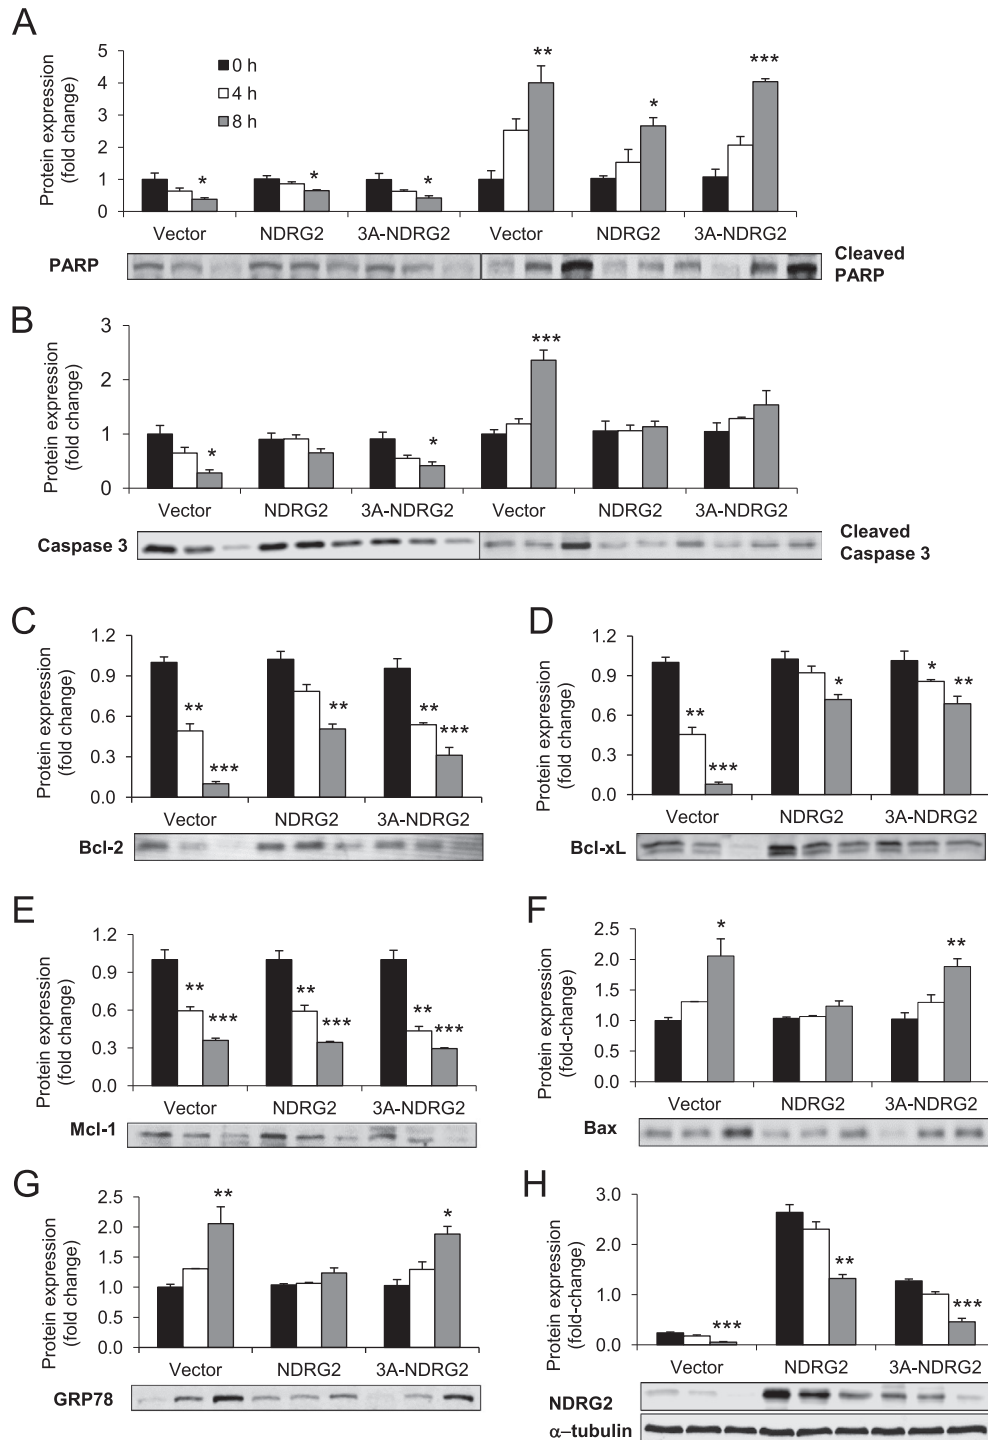 A
Protein expression
(fold change)
5
4
3
2
1
0
0 h
4 h
8 h
* * * ** * ***
Vector NDRG2 3A-NDRG2 Vector NDRG2 3A-NDRG2
PARP
Cleaved
PARP
B
Protein expression
(fold change)
3
2
1
0
* * ***
Vector NDRG2 3A-NDRG2 Vector NDRG2 3A-NDRG2
Caspase 3
Cleaved
Caspase 3
C
Protein expression
(fold change)
1.2
0.9
0.6
0.3
0.0
** *** ** ** ***
Vector NDRG2 3A-NDRG2
Bcl-2
D
Protein expression
(fold change)
1.2
0.9
0.6
0.3
0.0
** *** * * **
Vector NDRG2 3A-NDRG2
Bcl-xL
E
Protein expression
(fold change)
1.2
0.9
0.6
0.3
0.0
** *** ** *** ** ***
Vector NDRG2 3A-NDRG2
Mcl-1
F
Protein expression
(fold-change)
2.5
2.0
1.5
1.0
0.5
0.0
* **
Vector NDRG2 3A-NDRG2
Bax
G
Protein expression
(fold change)
2.5
2.0
1.5
1.0
0.5
0.0
** *
Vector NDRG2 3A-NDRG2
GRP78
H
Protein expression
(fold-change)
3.0
2.0
1.0
0.0
*** ** ***
Vector NDRG2 3A-NDRG2
NDRG2
α–tubulin